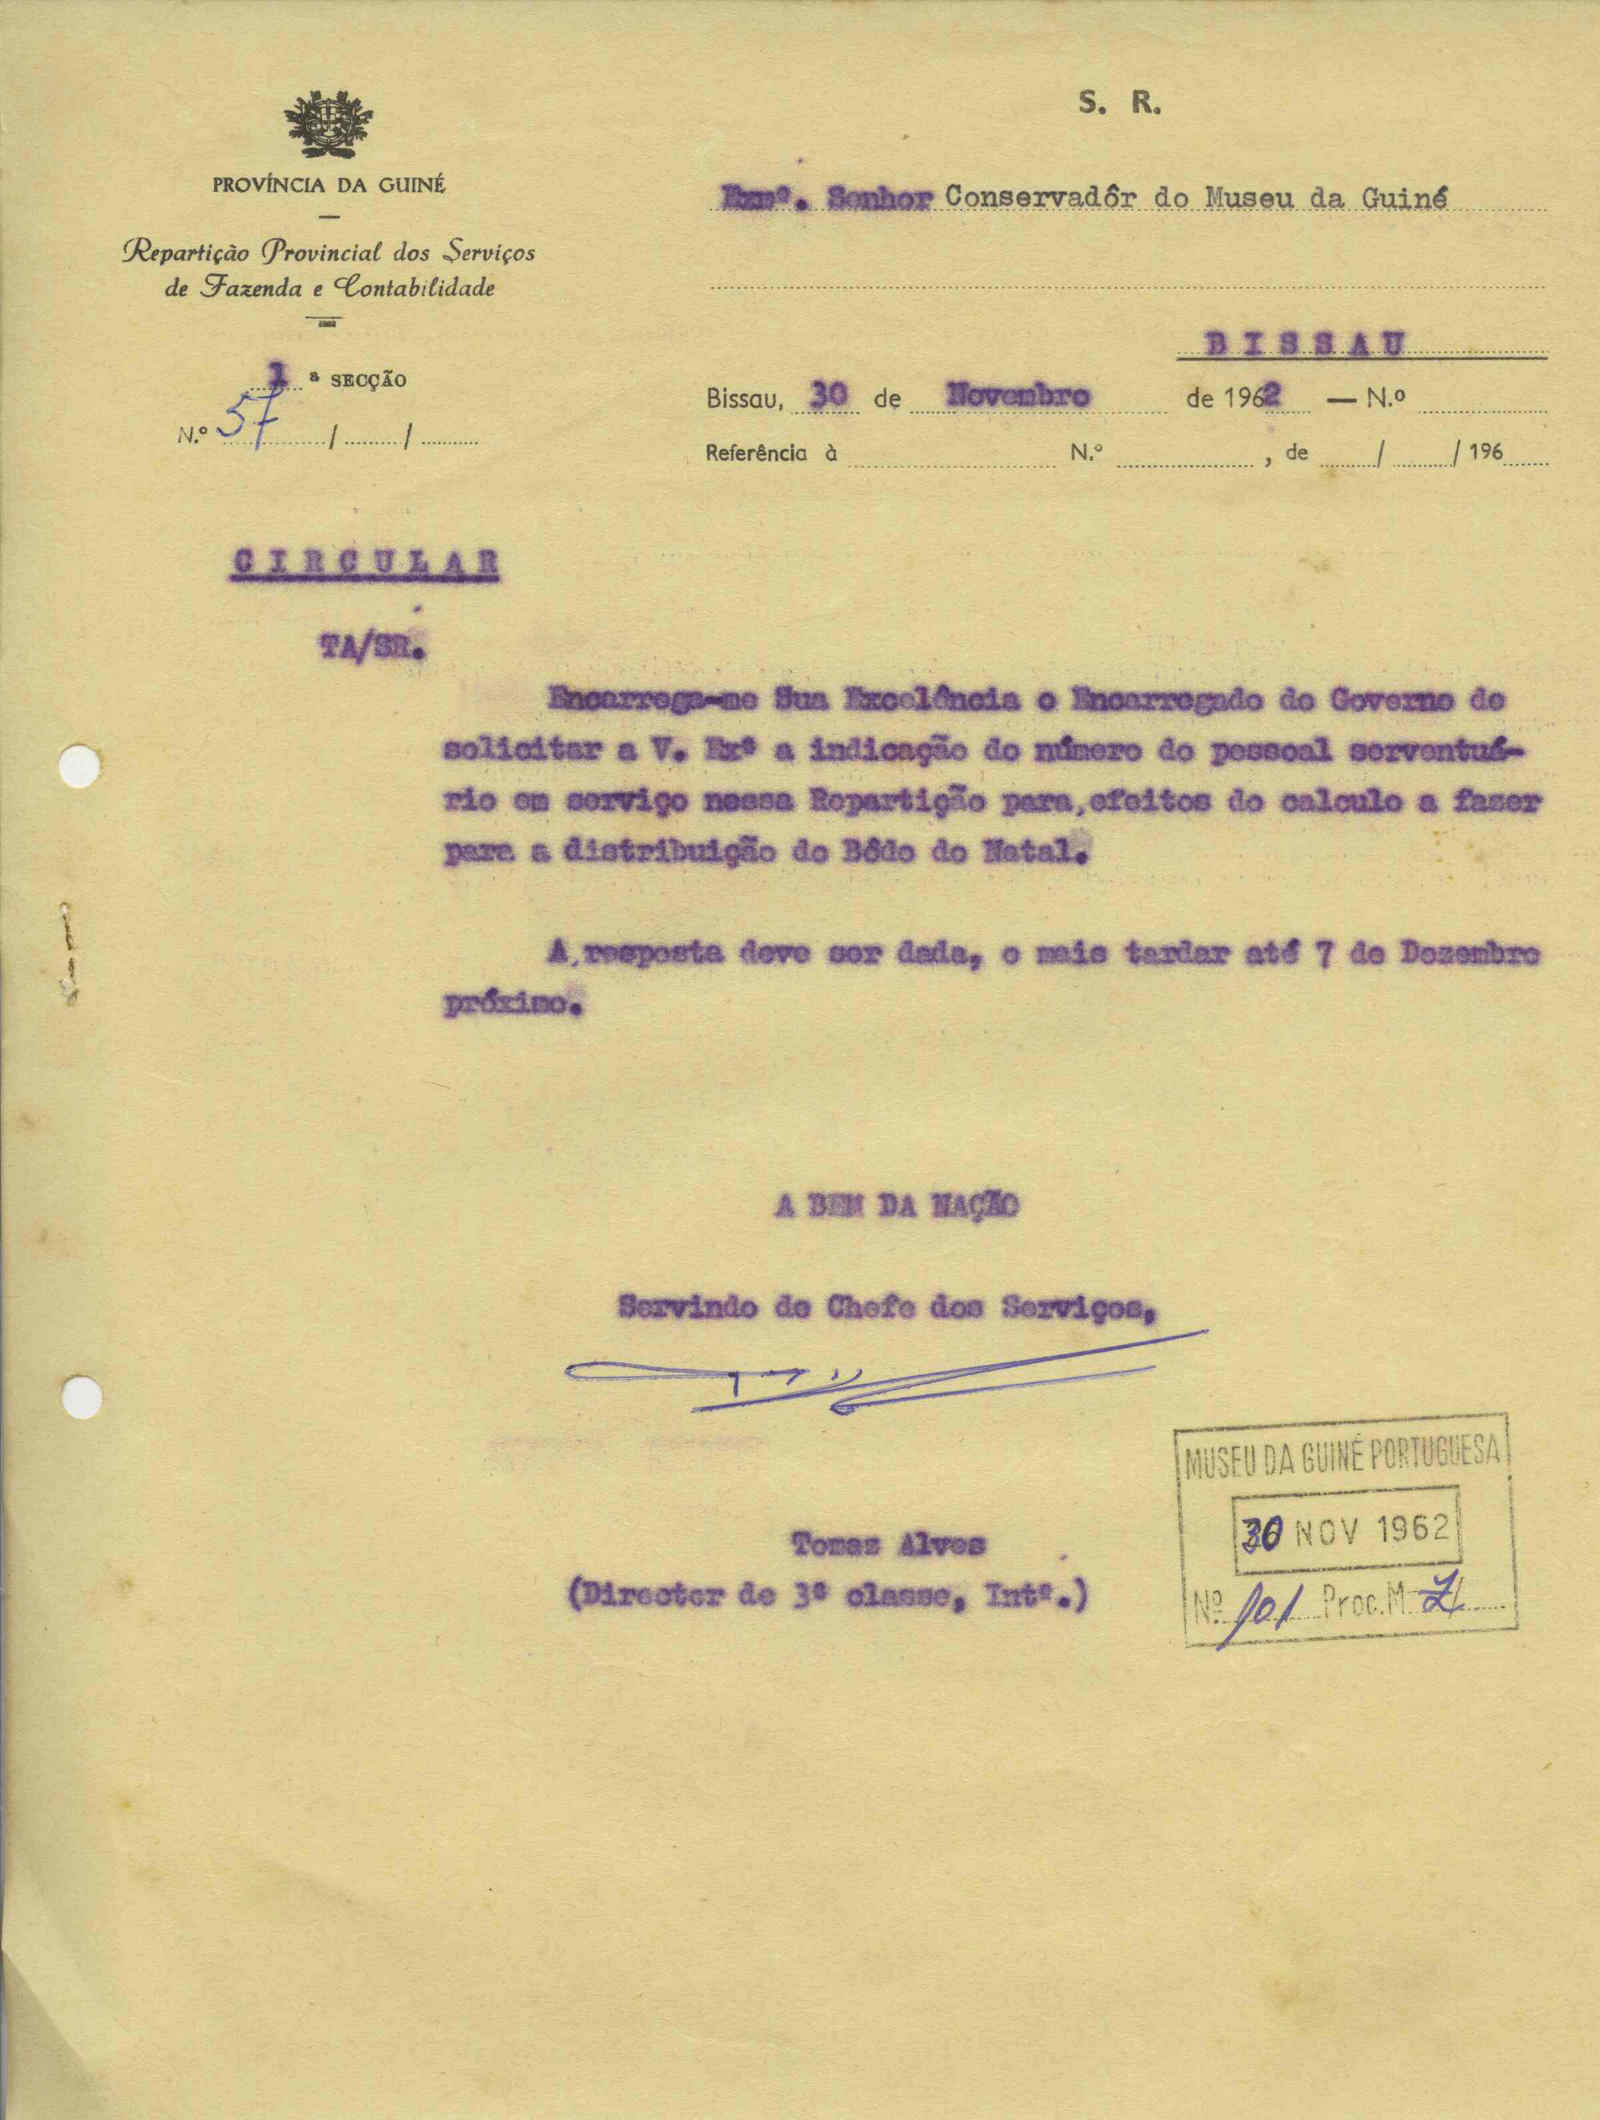 S. R.
PROVÍNCIA DA GUINÉ
Repartição Provincial dos Serviços
de Fazenda e Contabilidade
1ª SECÇÃO
N.º 57 / /
Exmº. Senhor Conservadôr do Museu da Guiné
BISSAU
Bissau, 30 de Novembro de 1962 — N.º
Referência à N.º , de / / 196
CIRCULAR
TA/SR.
Encarrega-me Sua Excelência o Encarregado do Governo de
solicitar a V. Exª a indicação do número do pessoal serventuá-
rio em serviço nessa Repartição para, efeitos do calculo a fazer
para a distribuição do Bôdo do Natal.
A, resposta deve ser dada, o mais tardar até 7 de Dezembro
próximo.
A BEM DA NAÇÃO
Servindo de Chefe dos Serviços,
Tomaz Alves
(Director de 3ª classe, Intº.)
MUSEU DA GUINÉ PORTUGUESA
30 NOV 1962
Nº 101 Proc. M